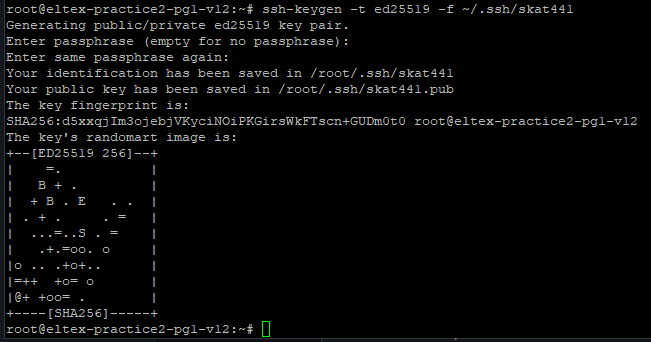 root@eltex-practice2-pg1-v12:~# ssh-keygen -t ed25519 -f ~/.ssh/skat441
Generating public/private ed25519 key pair.
Enter passphrase (empty for no passphrase):
Enter same passphrase again:
Your identification has been saved in /root/.ssh/skat441
Your public key has been saved in /root/.ssh/skat441.pub
The key fingerprint is:
SHA256:d5xxqjIm3ojebjVKyciNOiPKGirsWkFTscn+GUDm0t0 root@eltex-practice2-pg1-v12
The key's randomart image is:
+--[ED25519 256]--+
|    =.           |
|   B + .         |
|  + B . E   . .  |
| . + .     . =   |
|  ...=..S . =    |
|   .+.=oo. o     |
|o .. .+o+..      |
|=++  +o= o       |
|@+ +oo= .        |
+----[SHA256]-----+
root@eltex-practice2-pg1-v12:~#